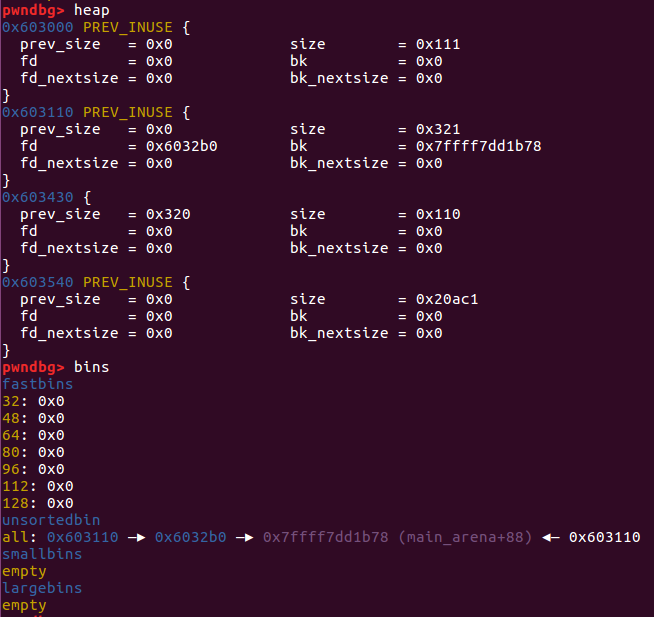 pwndbg> heap
0x603000 PREV_INUSE {
  prev_size   = 0x0            size         = 0x111
  fd          = 0x0            bk           = 0x0
  fd_nextsize = 0x0            bk_nextsize = 0x0
}
0x603110 PREV_INUSE {
  prev_size   = 0x0            size         = 0x321
  fd          = 0x6032b0       bk           = 0x7ffff7dd1b78
  fd_nextsize = 0x0            bk_nextsize = 0x0
}
0x603430 {
  prev_size   = 0x320          size         = 0x110
  fd          = 0x0            bk           = 0x0
  fd_nextsize = 0x0            bk_nextsize = 0x0
}
0x603540 PREV_INUSE {
  prev_size   = 0x0            size         = 0x20ac1
  fd          = 0x0            bk           = 0x0
  fd_nextsize = 0x0            bk_nextsize = 0x0
}
pwndbg> bins
fastbins
32: 0x0
48: 0x0
64: 0x0
80: 0x0
96: 0x0
112: 0x0
128: 0x0
unsortedbin
all: 0x603110 —▸ 0x6032b0 —▸ 0x7ffff7dd1b78 (main_arena+88) ◂— 0x603110
smallbins
empty
largebins
empty